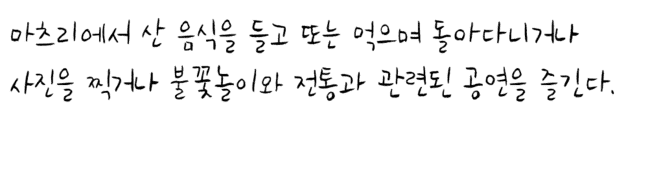 마츠리에서 산 음식을 들고 또는 먹으며 돌아다니거나
사진을 찍거나 불꽃놀이와 전통과 관련된 공연을 즐긴다.